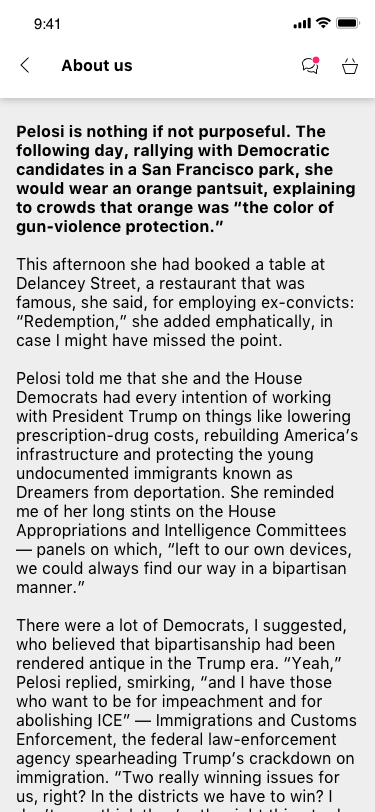 9:41
About us
Pelosi is nothing if not purposeful. The
following day, rallying with Democratic
candidates in a San Francisco park, she
would wear an orange pantsuit, explaining
to crowds that orange was “the color of
gun-violence protection.”
This afternoon she had booked a table at
Delancey Street, a restaurant that was
famous, she said, for employing ex-convicts:
“Redemption,” she added emphatically, in
case I might have missed the point.
Pelosi told me that she and the House
Democrats had every intention of working
with President Trump on things like lowering
prescription-drug costs, rebuilding America’s
infrastructure and protecting the young
undocumented immigrants known as
Dreamers from deportation. She reminded
me of her long stints on the House
Appropriations and Intelligence Committees
— panels on which, “left to our own devices,
we could always find our way in a bipartisan
manner.”
There were a lot of Democrats, I suggested,
who believed that bipartisanship had been
rendered antique in the Trump era. “Yeah,”
Pelosi replied, smirking, “and I have those
who want to be for impeachment and for
abolishing ICE” — Immigrations and Customs
Enforcement, the federal law-enforcement
agency spearheading Trump’s crackdown on
immigration. “Two really winning issues for
us, right? In the districts we have to win? I